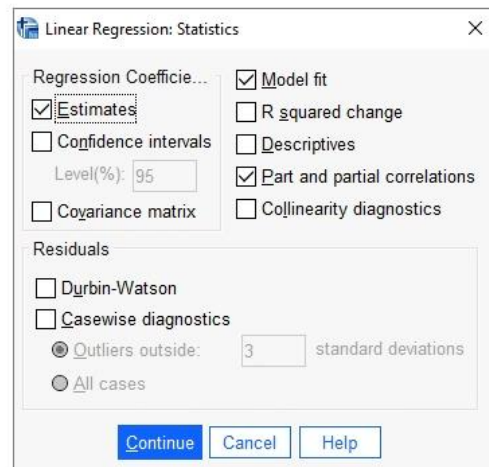 Linear Regression: Statistics
Regression Coefficie...
Estimates
Confidence intervals
Level(%): 95
Covariance matrix
Model fit
R squared change
Descriptives
Part and partial correlations
Collinearity diagnostics
Residuals
Durbin-Watson
Casewise diagnostics
Outliers outside: 3 standard deviations
All cases
Continue Cancel Help